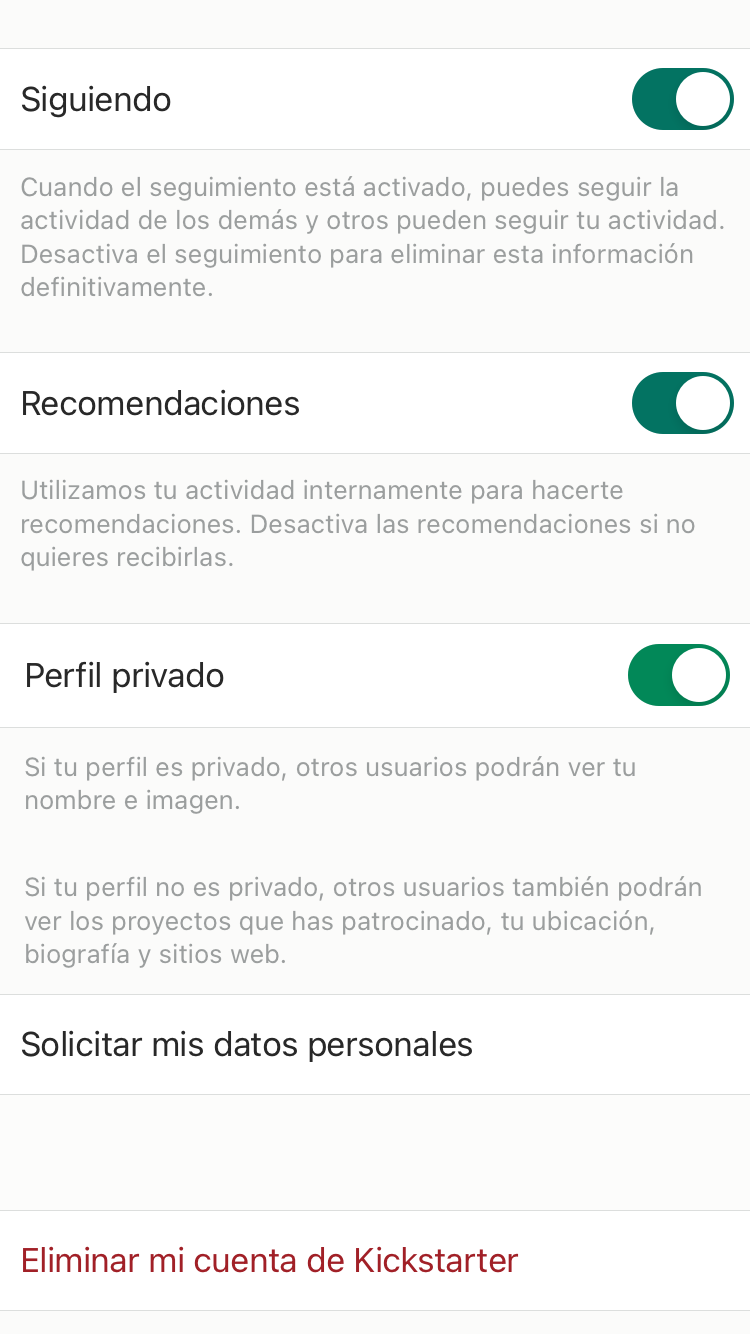 Siguiendo
Cuando el seguimiento está activado, puedes seguir la
actividad de los demás y otros pueden seguir tu actividad.
Desactiva el seguimiento para eliminar esta información
definitivamente.
Recomendaciones
Utilizamos tu actividad internamente para hacerte
recomendaciones. Desactiva las recomendaciones si no
quieres recibirlas.
Perfil privado
Si tu perfil es privado, otros usuarios podrán ver tu
nombre e imagen.
Si tu perfil no es privado, otros usuarios también podrán
ver los proyectos que has patrocinado, tu ubicación,
biografía y sitios web.
Solicitar mis datos personales
Eliminar mi cuenta de Kickstarter